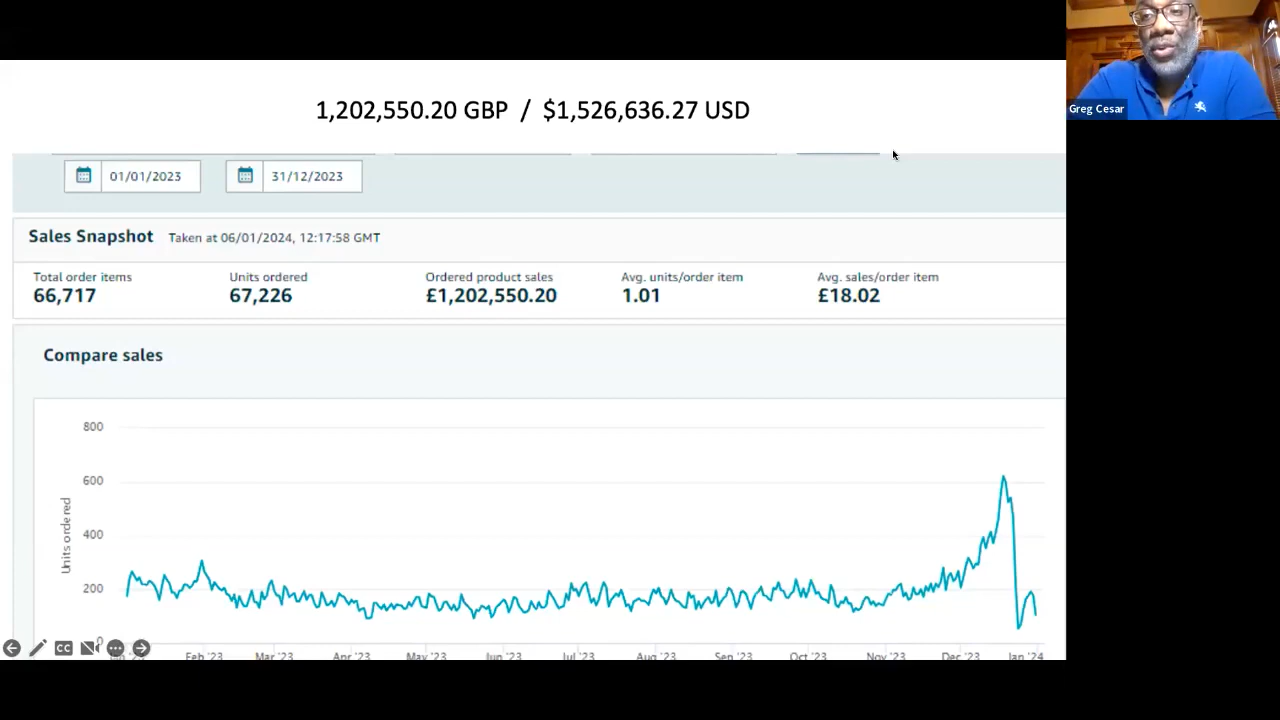 1,202,550.20 GBP / $1,526,636.27 USD
Greg Cesar
01/01/2023 31/12/2023
Sales Snapshot Taken at 06/01/2024, 12:17:58 GMT
Total order items Units ordered Ordered product sales Avg. units/order item Avg. sales/order item
66,717 67,226 £1,202,550.20 1.01 £18.02
Compare sales
800
600
400
200
0
Units ordered
CC
Jan '23 Feb '23 Mar '23 Apr '23 May '23 Jun '23 Jul '23 Aug '23 Sep '23 Oct '23 Nov '23 Dec '23 Jan '24